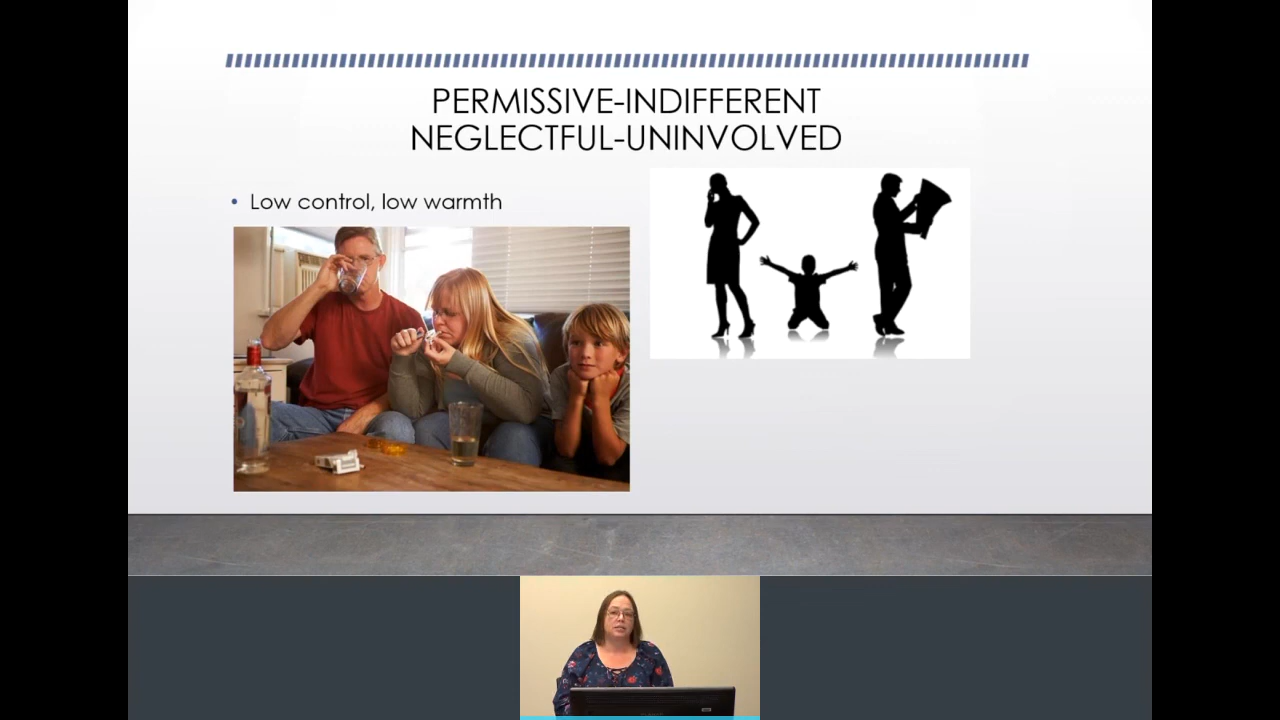 PERMISSIVE-INDIFFERENT
NEGLECTFUL-UNINVOLVED
• Low control, low warmth